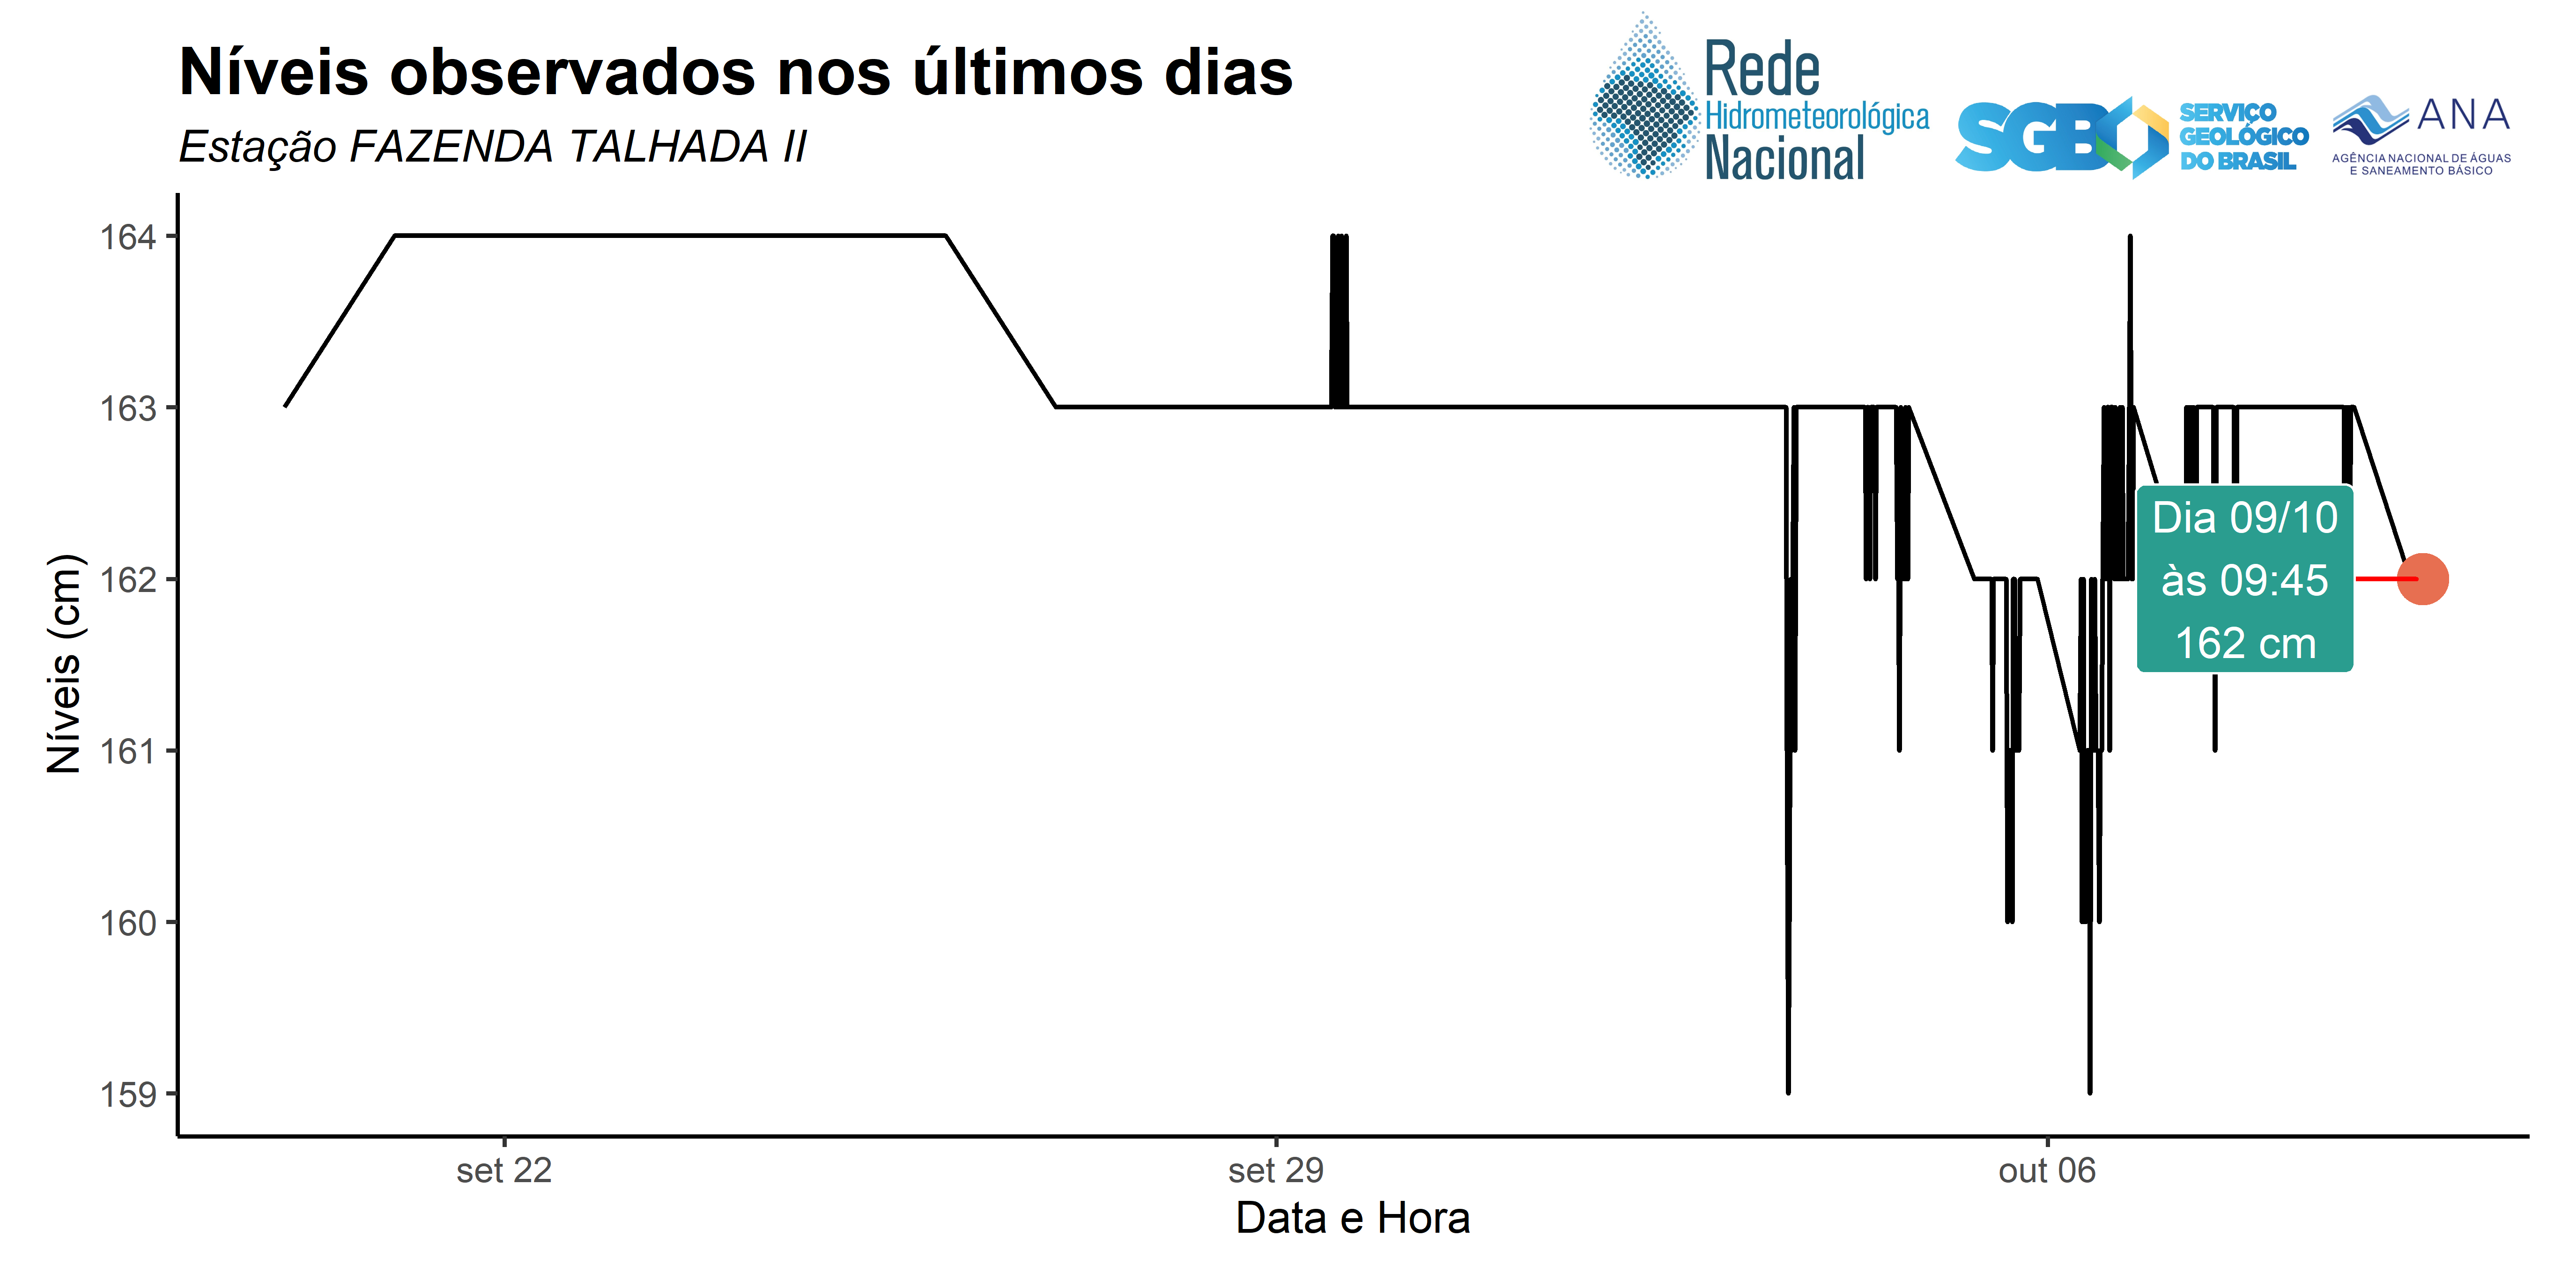 Níveis observados nos últimos dias
Estação FAZENDA TALHADA II
Rede
Hidrometeorológica
Nacional
SGB
SERVIÇO
GEOLÓGICO
DO BRASIL
ANA
AGÊNCIA NACIONAL DE ÁGUAS
E SANEAMENTO BÁSICO
Níveis (cm)
164
163
162
161
160
159
Dia 09/10
às 09:45
162 cm
set 22
set 29
out 06
Data e Hora